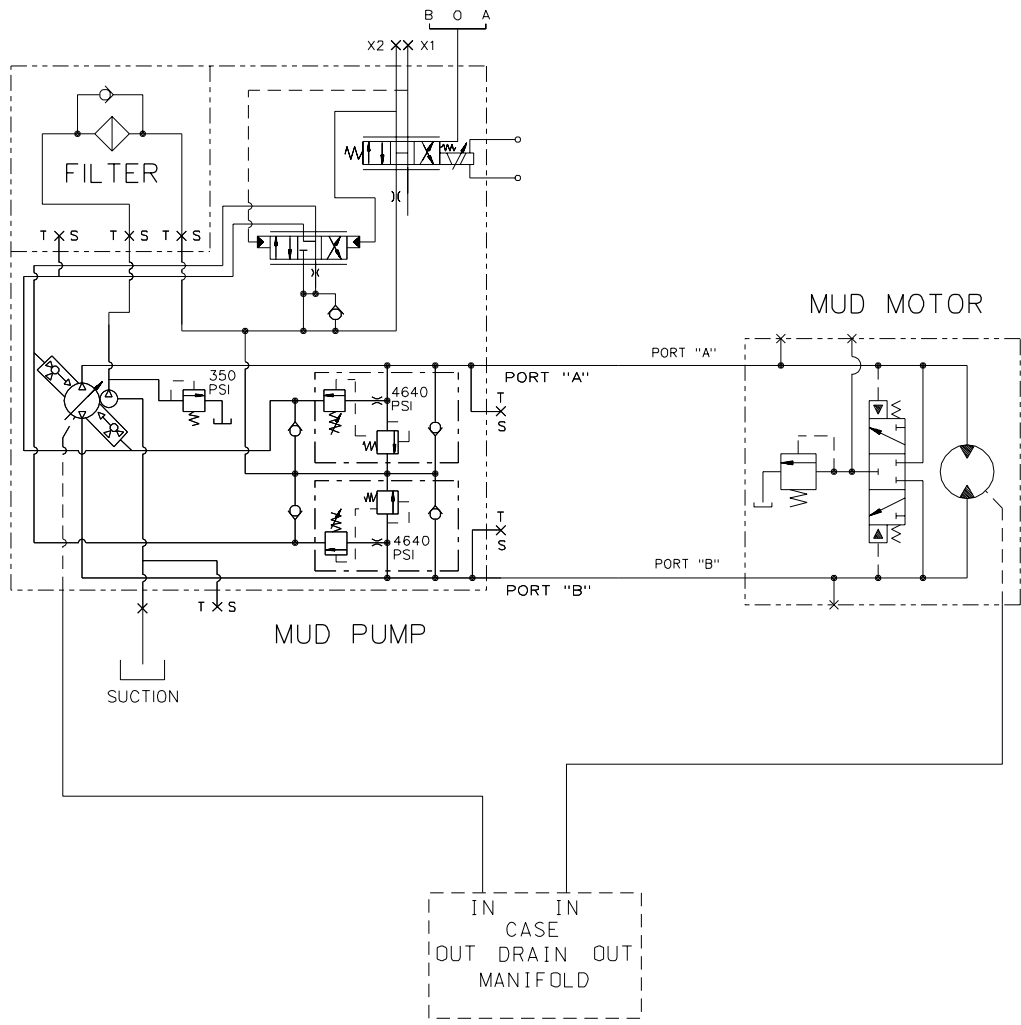 B O A
X2 X1
FILTER
T S T S T S
MUD MOTOR
350
PSI
PORT "A"
PORT "A"
4640
PSI
T
S
4640
PSI
T
S
PORT "B"
PORT "B"
T S
MUD PUMP
SUCTION
IN IN
CASE
OUT DRAIN OUT
MANIFOLD